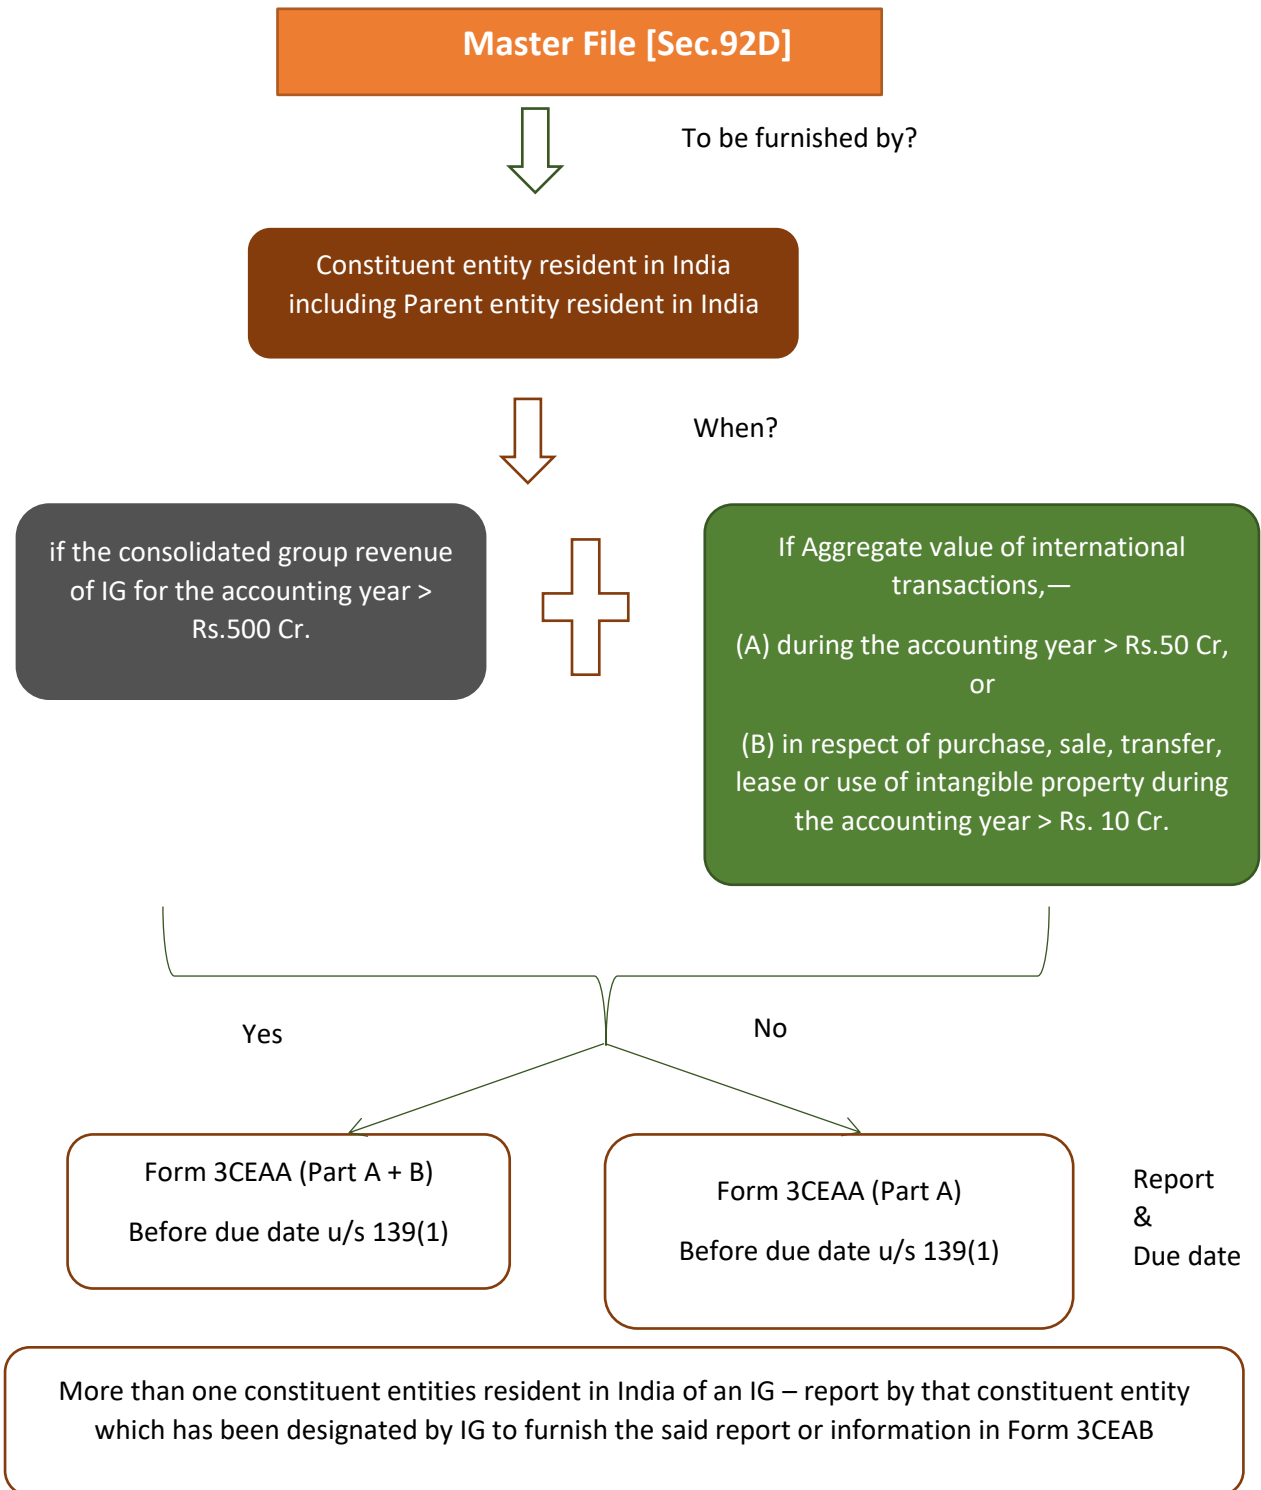 Master File [Sec.92D]
To be furnished by?
Constituent entity resident in India
including Parent entity resident in India
When?
if the consolidated group revenue
of IG for the accounting year >
Rs.500 Cr.
If Aggregate value of international
transactions,—
(A) during the accounting year > Rs.50 Cr,
or
(B) in respect of purchase, sale, transfer,
lease or use of intangible property during
the accounting year > Rs. 10 Cr.
Yes
No
Form 3CEAA (Part A + B)
Before due date u/s 139(1)
Form 3CEAA (Part A)
Before due date u/s 139(1)
Report
&
Due date
More than one constituent entities resident in India of an IG – report by that constituent entity
which has been designated by IG to furnish the said report or information in Form 3CEAB